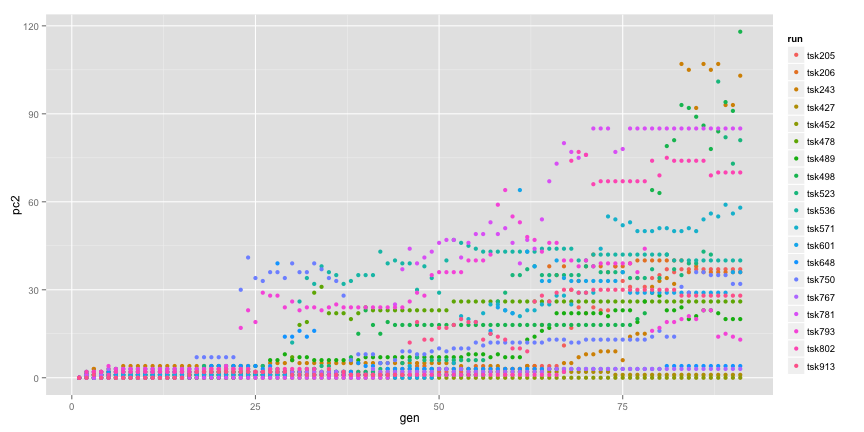 120
90
60
30
0
pc2
0
25
50
75
gen
run
tsk205
tsk206
tsk243
tsk427
tsk452
tsk478
tsk489
tsk498
tsk523
tsk536
tsk571
tsk601
tsk648
tsk750
tsk767
tsk781
tsk793
tsk802
tsk913